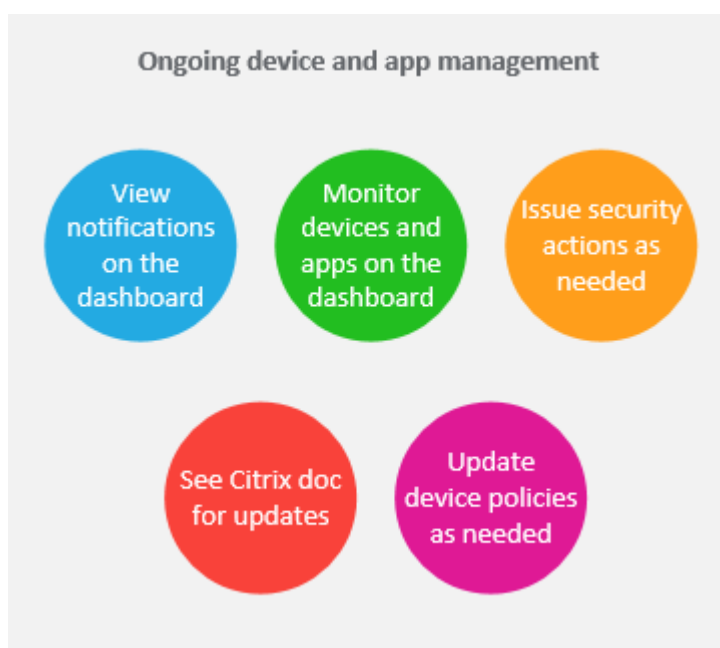 Ongoing device and app management
View
notifications
on the
dashboard
Monitor
devices and
apps on the
dashboard
Issue security
actions as
needed
See Citrix doc
for updates
Update
device policies
as needed